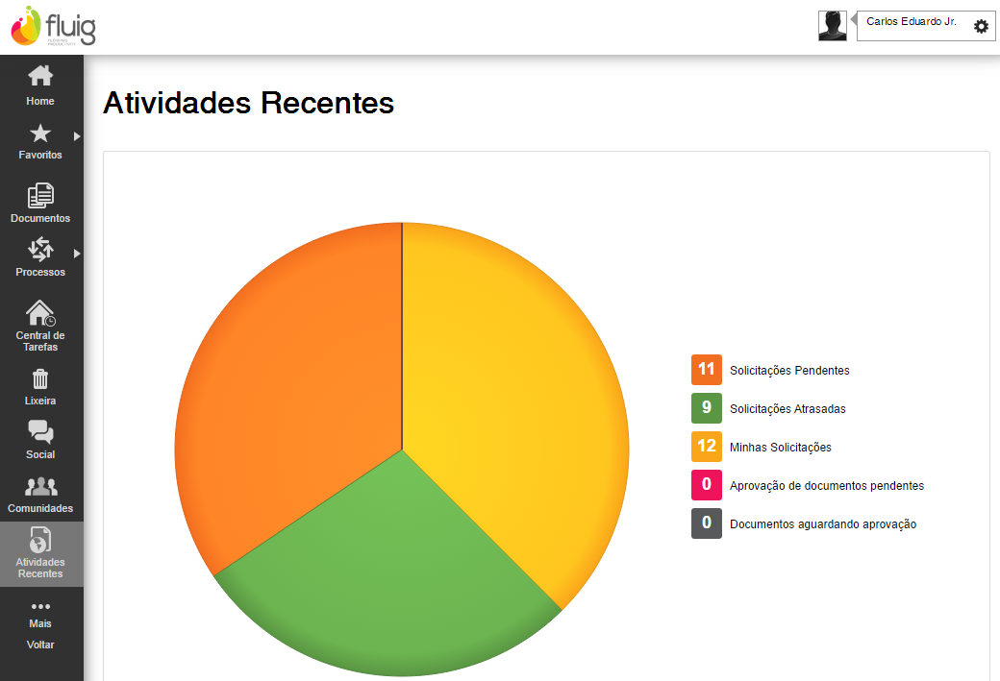 fluig
FLOWING
PRODUCTIVITY
Carlos Eduardo Jr.
Home
Favoritos
Documentos
Processos
Central de
Tarefas
Lixeira
Social
Comunidades
Atividades
Recentes
Mais
Voltar
Atividades Recentes
11 Solicitações Pendentes
9 Solicitações Atrasadas
12 Minhas Solicitações
0 Aprovação de documentos pendentes
0 Documentos aguardando aprovação